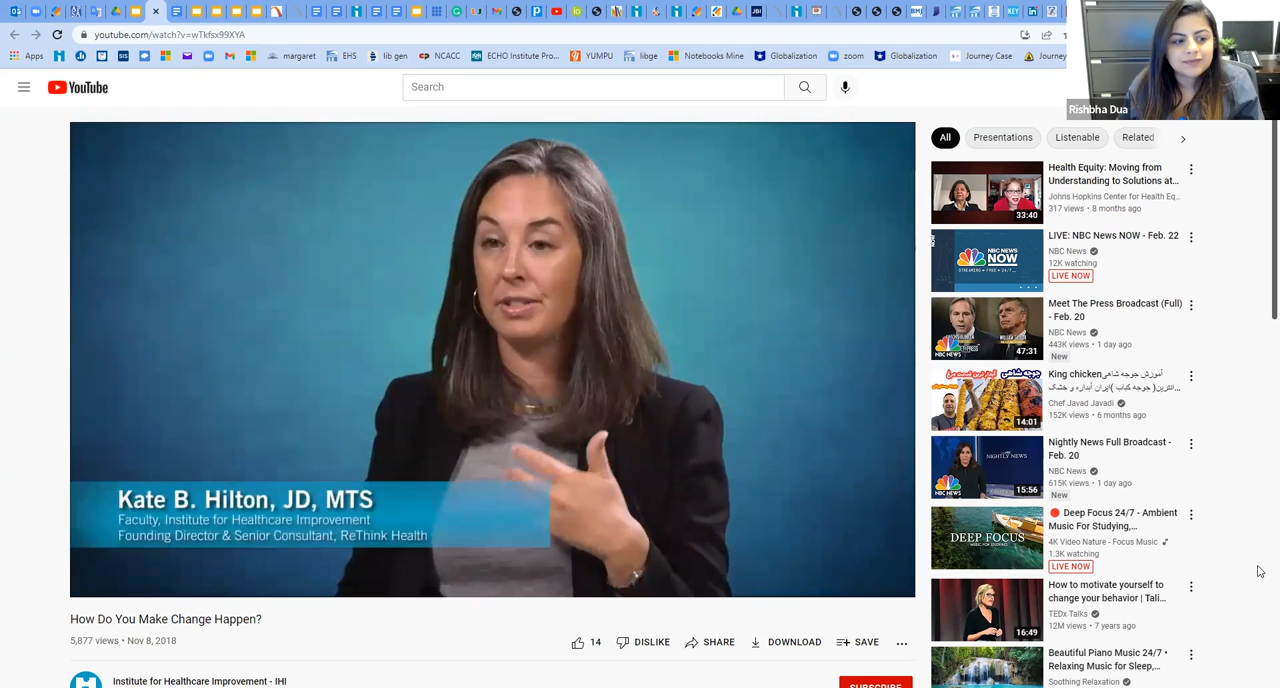 youtube.com/watch?v=wTkfsx99XYA
Apps
SIS
margaret
EHS
lib gen
NCACC
ECHO Institute Pro...
YUMPU
libge
Notebooks Mine
Globalization
zoom
Globalization
Journey Case
Journey
Rishbha Dua
YouTube
Search
Kate B. Hilton, JD, MTS
Faculty, Institute for Healthcare Improvement
Founding Director & Senior Consultant, ReThink Health
How Do You Make Change Happen?
5,877 views • Nov 8, 2018
14
DISLIKE
SHARE
DOWNLOAD
SAVE
Institute for Healthcare Improvement - IHI
SUBSCRIBE
All
Presentations
Listenable
Related
Health Equity: Moving from
Understanding to Solutions at...
Johns Hopkins Center for Health Eq...
317 views • 8 months ago
33:40
LIVE: NBC News NOW - Feb. 22
NBC News
12K watching
LIVE NOW
NBC NEWS
NOW
STREAMING • FREE • 24/7
Meet The Press Broadcast (Full)
- Feb. 20
NBC News
443K views • 1 day ago
New
47:31
King chickenآموزش جوجه شاهی
Chef Javad Javadi
152K views • 6 months ago
14:01
Nightly News Full Broadcast -
Feb. 20
NBC News
615K views • 1 day ago
New
NIGHTLY NEWS
15:56
Deep Focus 24/7 - Ambient
Music For Studying,...
4K Video Nature - Focus Music
1.3K watching
LIVE NOW
DEEP FOCUS
How to motivate yourself to
change your behavior | Tali...
TEDx Talks
12M views • 7 years ago
16:49
Beautiful Piano Music 24/7 •
Relaxing Music for Sleep,...
Soothing Relaxation